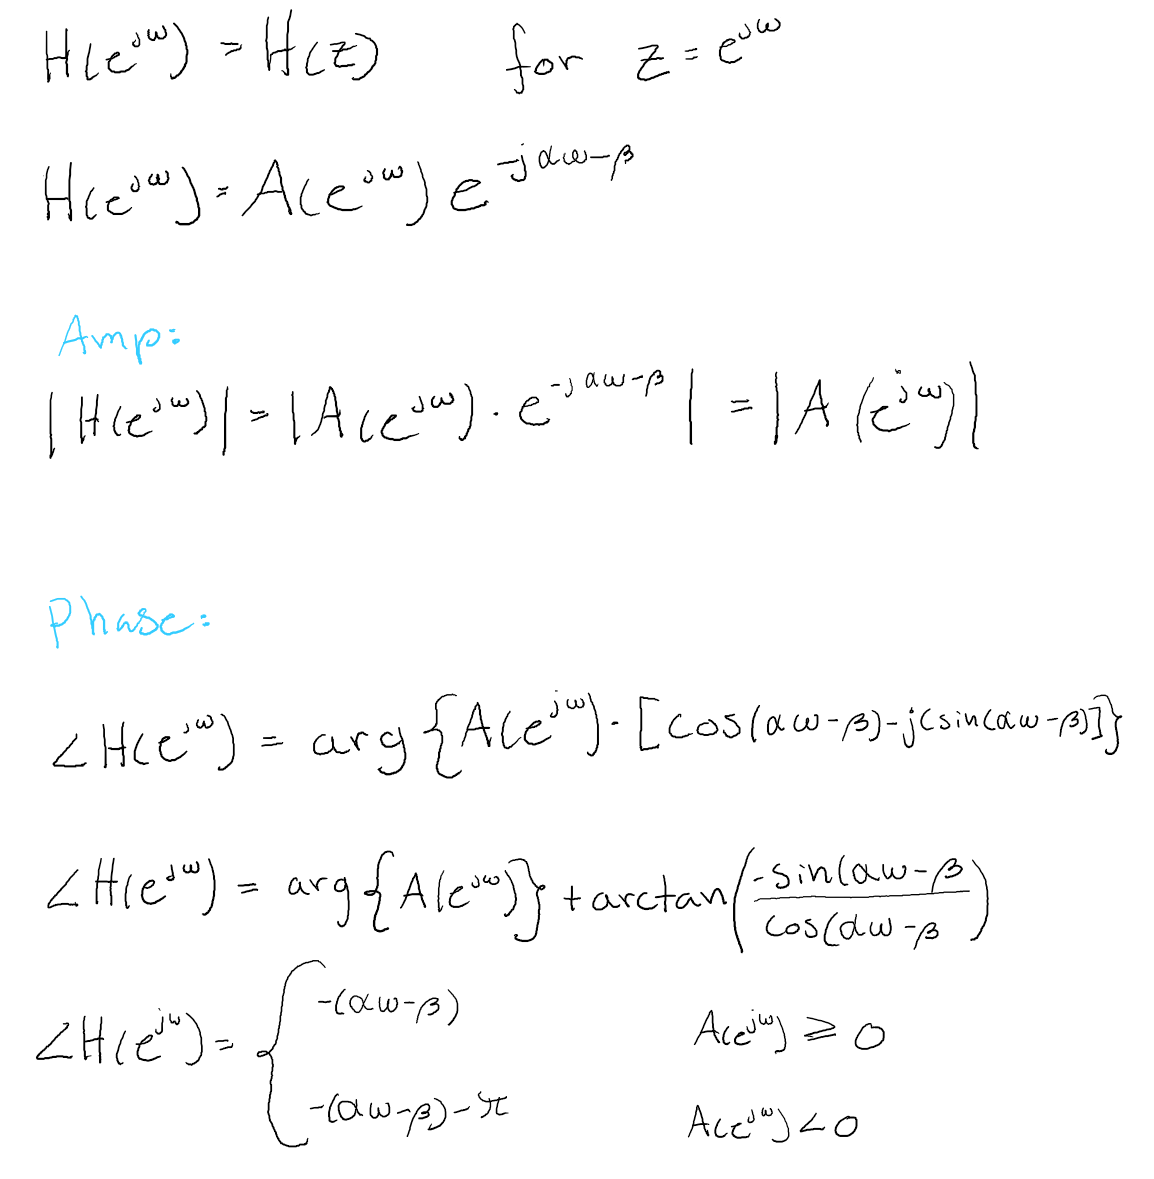 H(e^{jω}) = H(z) for z = e^{jω}
H(e^{jω}) = A(e^{jω}) e^{-jαω-β}
Amp:
|H(e^{jω})| = |A(e^{jω}) · e^{-jαω-β}| = |A(e^{jω})|
Phase:
∠H(e^{jω}) = arg{A(e^{jω}) · [cos(αω-β)-j(sin(αω-β)]}
∠H(e^{jω}) = arg{A(e^{jω})} + arctan(\frac{-sin(αω-β}{cos(αω-β})
∠H(e^{jω}) = { -(αω-β) A(e^{jω}) ≥ 0
-(αω-β)-π A(e^{jω}) < 0